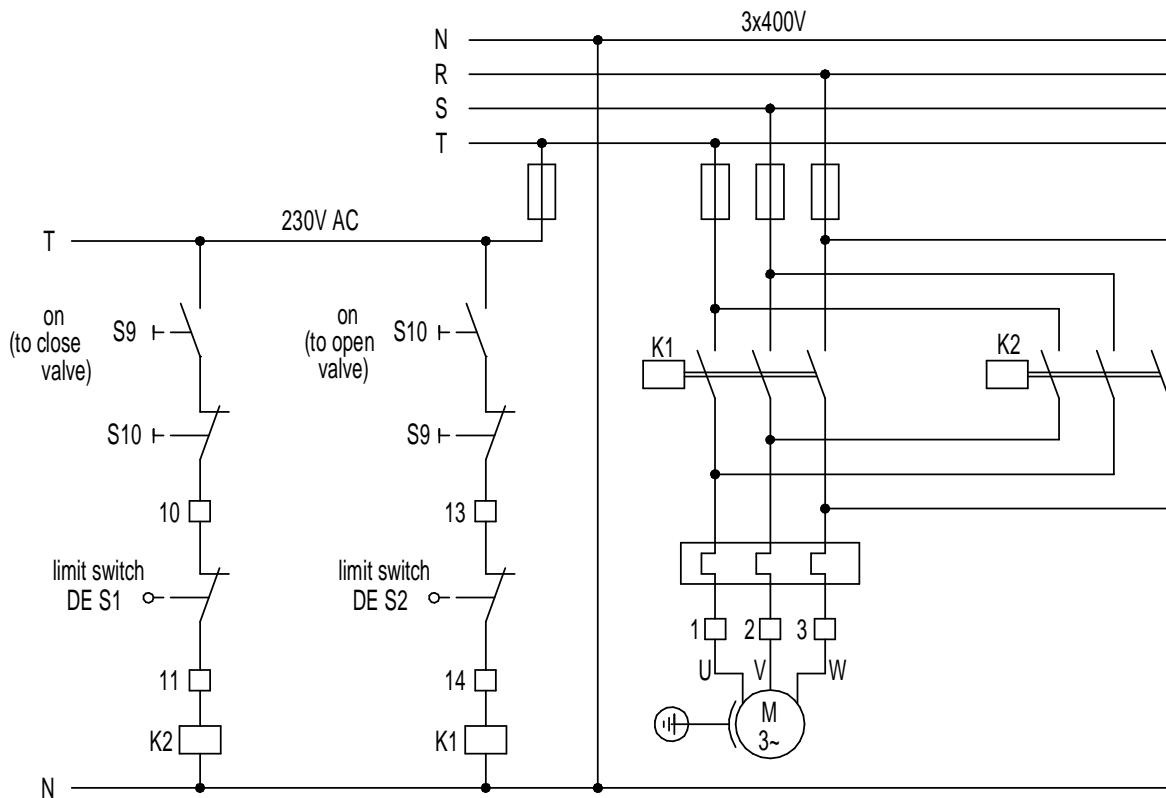 3x400V
N
R
S
T
230V AC
T
on
(to close
valve)
S9
on
(to open
valve)
S10
K1
K2
S10
S9
10
13
limit switch
DE S1
limit switch
DE S2
1
2
3
U
V
W
11
14
M
3~
K2
K1
N